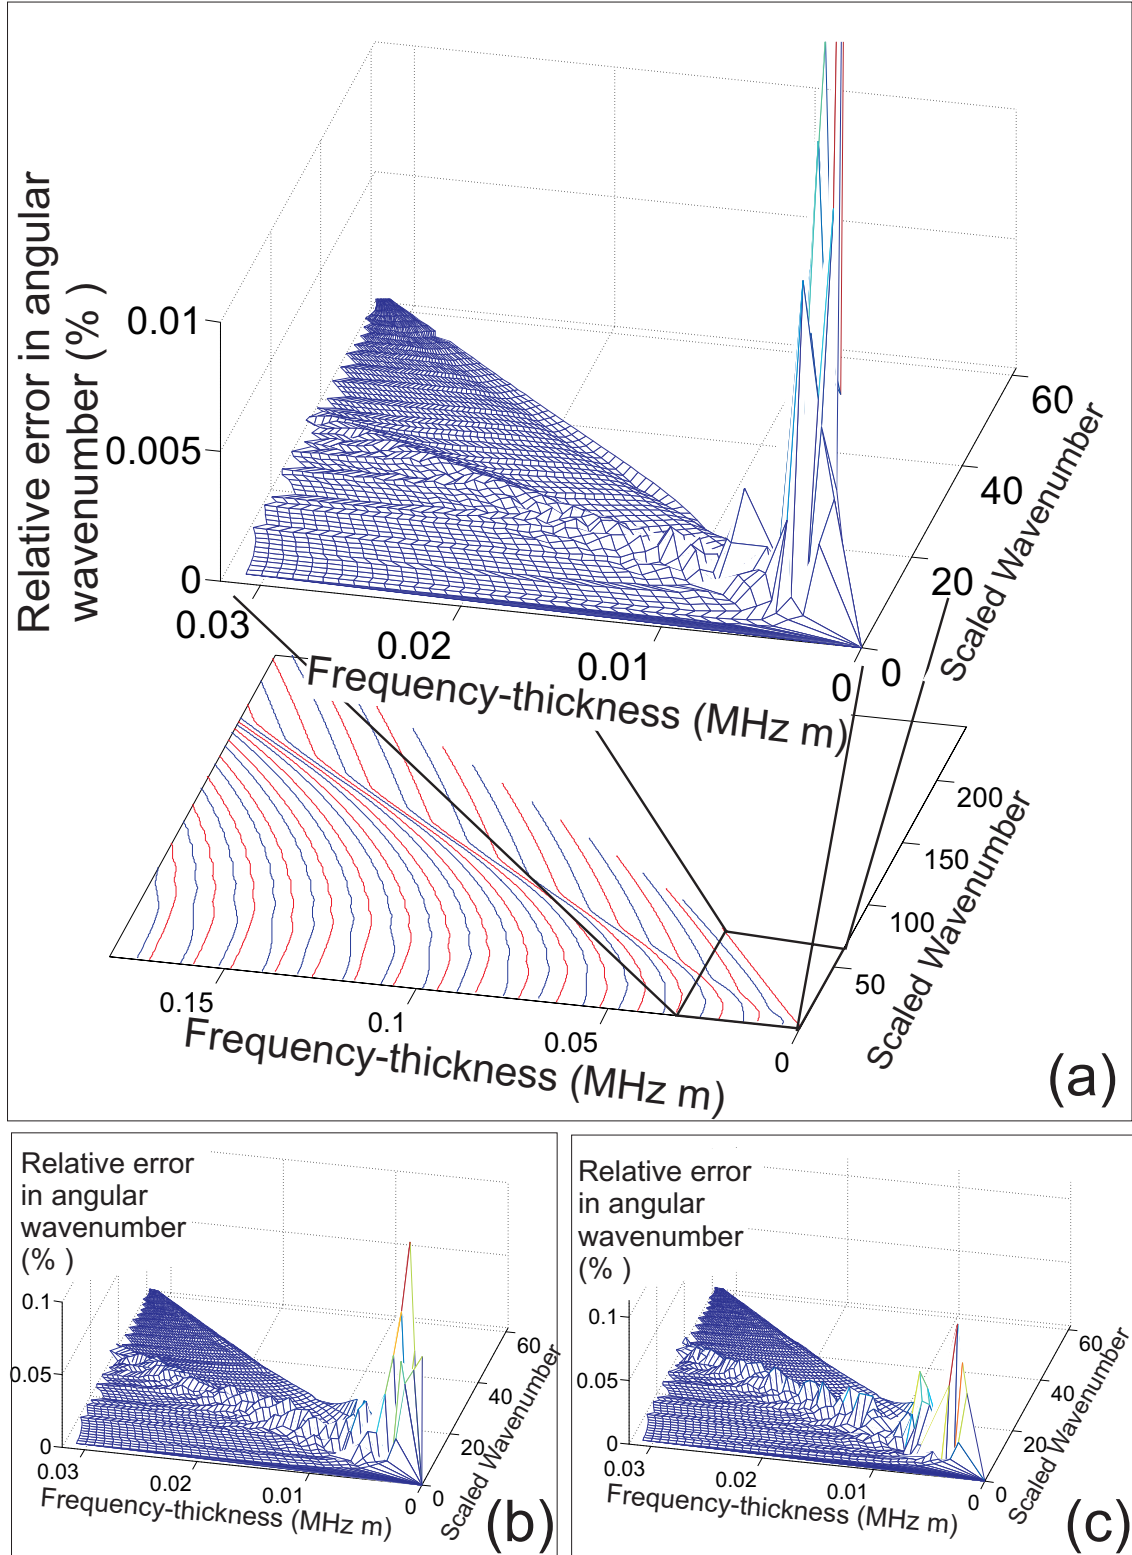 Relative error in angular
wavenumber (% )
0.01
0.005
0
0.03
0.02
0.01
0
Frequency-thickness (MHz m)
0
20
40
60
Scaled Wavenumber
0.15
0.1
0.05
0
Frequency-thickness (MHz m)
50
100
150
200
Scaled Wavenumber
(a)
Relative error
in angular
wavenumber
(% )
0.1
0.05
0
0.03
0.02
0.01
0
Frequency-thickness (MHz m)
0
20
40
60
Scaled Wavenumber
(b)
Relative error
in angular
wavenumber
(% )
0.1
0.05
0
0.03
0.02
0.01
0
Frequency-thickness (MHz m)
0
20
40
60
Scaled Wavenumber
(c)